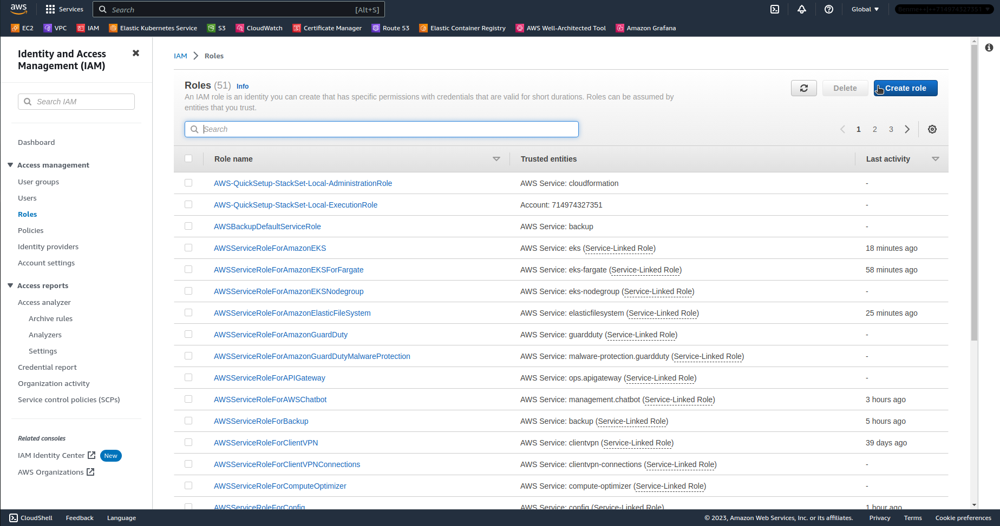 aws Services Search [Alt+S] Global
EC2 VPC IAM Elastic Kubernetes Service S3 CloudWatch Certificate Manager Route 53 Elastic Container Registry AWS Well-Architected Tool Amazon Grafana
Identity and Access
Management (IAM)
Search IAM
Dashboard
Access management
User groups
Users
Roles
Policies
Identity providers
Account settings
Access reports
Access analyzer
Archive rules
Analyzers
Settings
Credential report
Organization activity
Service control policies (SCPs)
Related consoles
IAM Identity Center New
AWS Organizations
IAM Roles
Roles (51) Info
An IAM role is an identity you can create that has specific permissions with credentials that are valid for short durations. Roles can be assumed by
entities that you trust.
Delete Create role
Search
1 2 3
Role name Trusted entities Last activity
AWS-QuickSetup-StackSet-Local-AdministrationRole AWS Service: cloudformation -
AWS-QuickSetup-StackSet-Local-ExecutionRole Account: 714974327351 -
AWSBackupDefaultServiceRole AWS Service: backup -
AWSServiceRoleForAmazonEKS AWS Service: eks (Service-Linked Role) 18 minutes ago
AWSServiceRoleForAmazonEKSForFargate AWS Service: eks-fargate (Service-Linked Role) 58 minutes ago
AWSServiceRoleForAmazonEKSNodegroup AWS Service: eks-nodegroup (Service-Linked Role) -
AWSServiceRoleForAmazonElasticFileSystem AWS Service: elasticfilesystem (Service-Linked Role) 25 minutes ago
AWSServiceRoleForAmazonGuardDuty AWS Service: guardduty (Service-Linked Role) -
AWSServiceRoleForAmazonGuardDutyMalwareProtection AWS Service: malware-protection.guardduty (Service-Linked Role) -
AWSServiceRoleForAPIGateway AWS Service: ops.apigateway (Service-Linked Role) -
AWSServiceRoleForAWSChatbot AWS Service: management.chatbot (Service-Linked Role) 3 hours ago
AWSServiceRoleForBackup AWS Service: backup (Service-Linked Role) 5 hours ago
AWSServiceRoleForClientVPN AWS Service: clientvpn (Service-Linked Role) 39 days ago
AWSServiceRoleForClientVPNConnections AWS Service: clientvpn-connections (Service-Linked Role) -
AWSServiceRoleForComputeOptimizer AWS Service: compute-optimizer (Service-Linked Role) -
AWSServiceRoleForConfig AWS Service: config (Service-Linked Role) 1 hour ago
CloudShell Feedback Language © 2023, Amazon Web Services, Inc. or its affiliates. Privacy Terms Cookie preferences